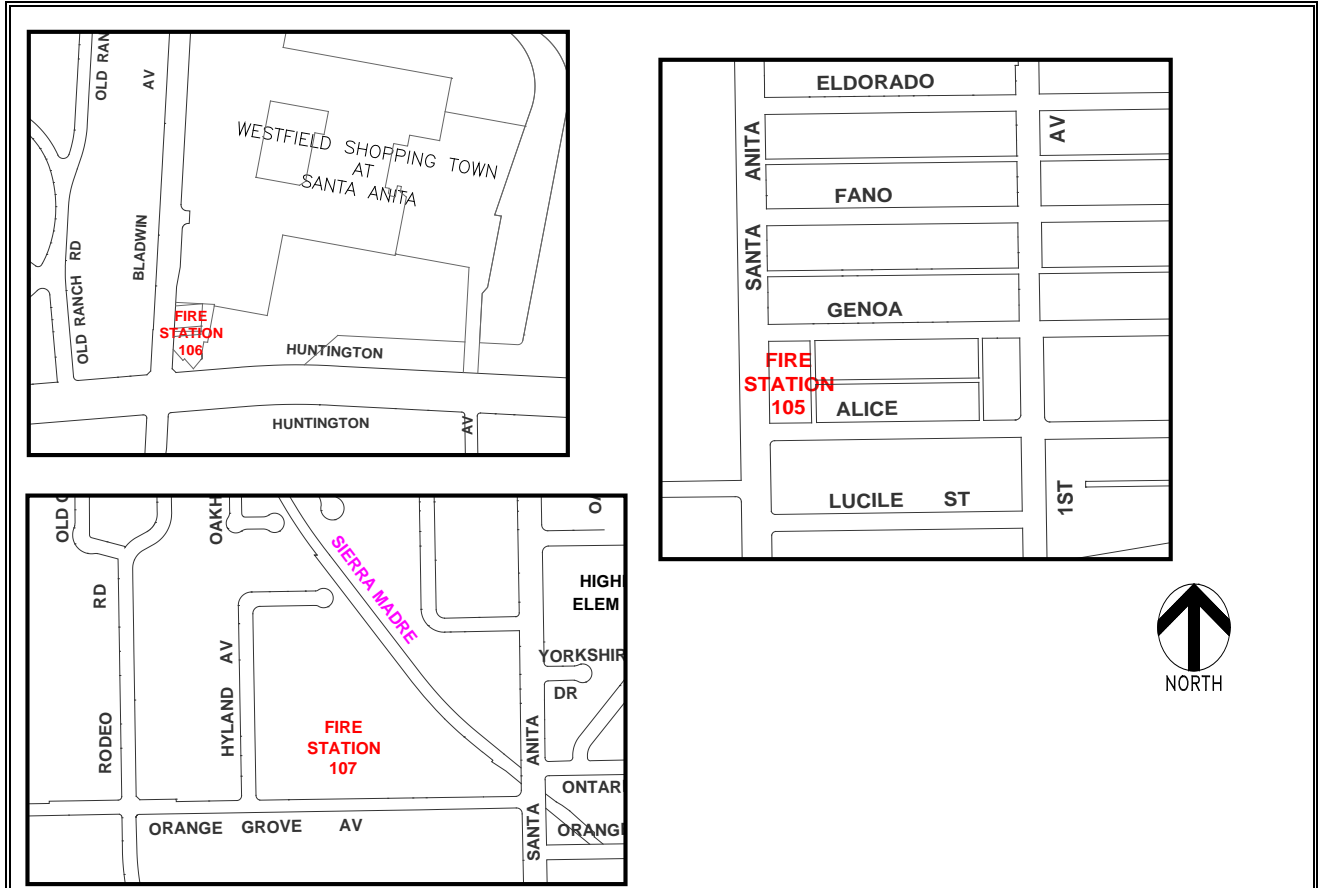 OLD RAN
AV
WESTFIELD SHOPPING TOWN
AT
SANTA ANITA
BLADWIN
OLD RANCH RD
FIRE
STATION
106
HUNTINGTON
HUNTINGTON
AV
ELDORADO
SANTA ANITA
AV
FANO
GENOA
FIRE
STATION
105
ALICE
LUCILE ST
1ST
OLD
OAKH
SIERRA MADRE
HIGH
ELEM
RD
HYLAND AV
YORKSHIR
DR
RODEO
FIRE
STATION
107
SANTA ANITA
ONTAR
ORANGE GROVE AV
ORANG
NORTH